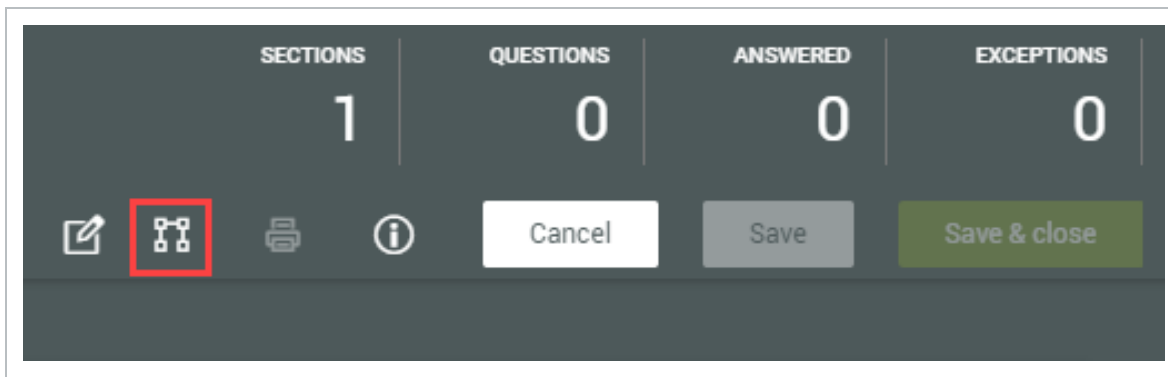 SECTIONS QUESTIONS ANSWERED EXCEPTIONS
1 0 0 0
Cancel Save Save & close